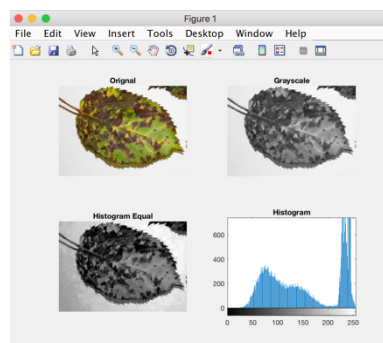 Figure 1
File Edit View Insert Tools Desktop Window Help
Orignal
Grayscale
Histogram Equal
Histogram
600
400
200
0
0 50 100 150 200 250